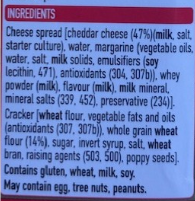 INGREDIENTS
Cheese spread [cheddar cheese (47%)(milk, salt,
starter culture), water, margarine (vegetable oils,
water, salt, milk solids, emulsifiers (soy
lecithin, 471), antioxidants (304, 307b)), whey
powder (milk), flavour (milk), milk mineral,
mineral salts (339, 452), preservative (234)].
Cracker [wheat flour, vegetable fats and oils
(antioxidants (307, 307b)), whole grain wheat
flour (14%), sugar, invert syrup, salt, wheat
bran, raising agents (503, 500), poppy seeds].
Contains gluten, wheat, milk, soy.
May contain egg, tree nuts, peanuts.